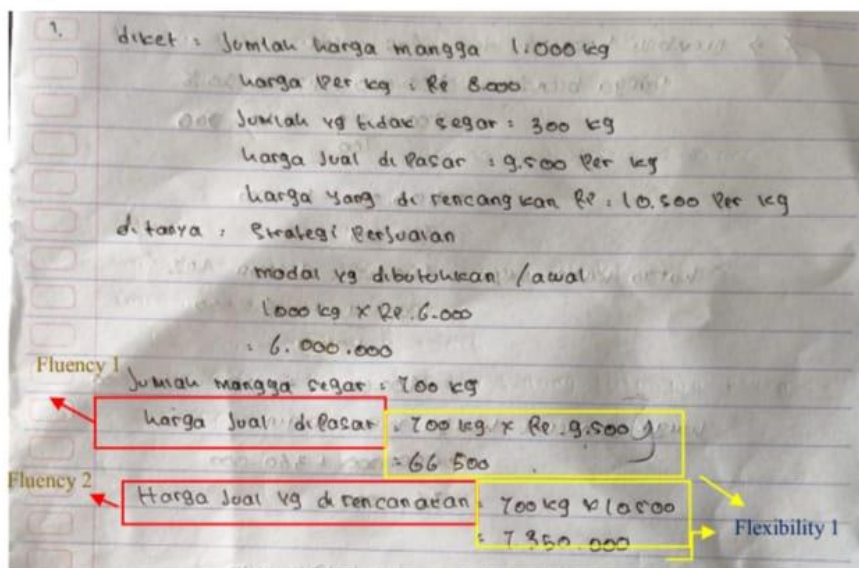 1.
diket : Jumlah harga mangga 1.000 kg
harga per kg : Rp 8.000
Jumlah yg tidak segar : 300 kg
harga Jual di Pasar : 9.500 Per kg
harga yang di rencangkan Rp. 10.500 Per kg
ditanya : Strategi Perjualan
modal yg dibutuhkan / awal
1000 kg x Rp. 6.000
: 6.000.000
Fluency 1
Jumlah mangga segar : 700 kg
harga Jual di Pasar : 700 kg x Rp. 9.500
= 66 500
Fluency 2
Harga Jual yg di rencanakan : 700 kg x 10.500
: 7.350.000
Flexibility 1